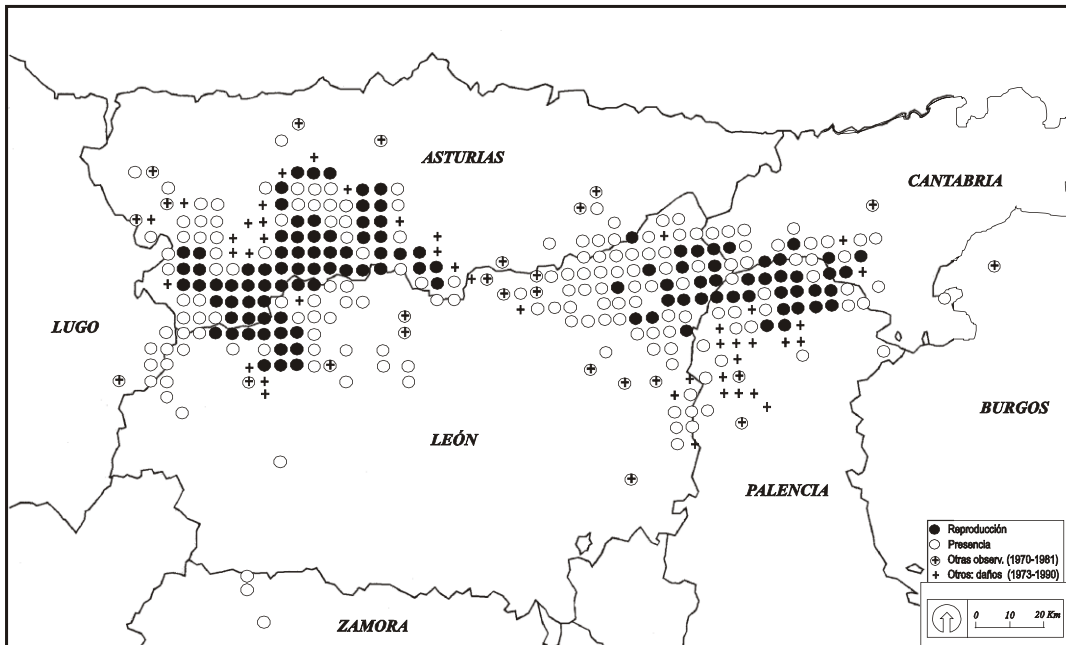 ASTURIAS
CANTABRIA
LUGO
LEÓN
BURGOS
PALENCIA
ZAMORA
Reproducción
Presencia
Otras observ. (1970-1981)
Otros: daños (1973-1990)
0 10 20 Km